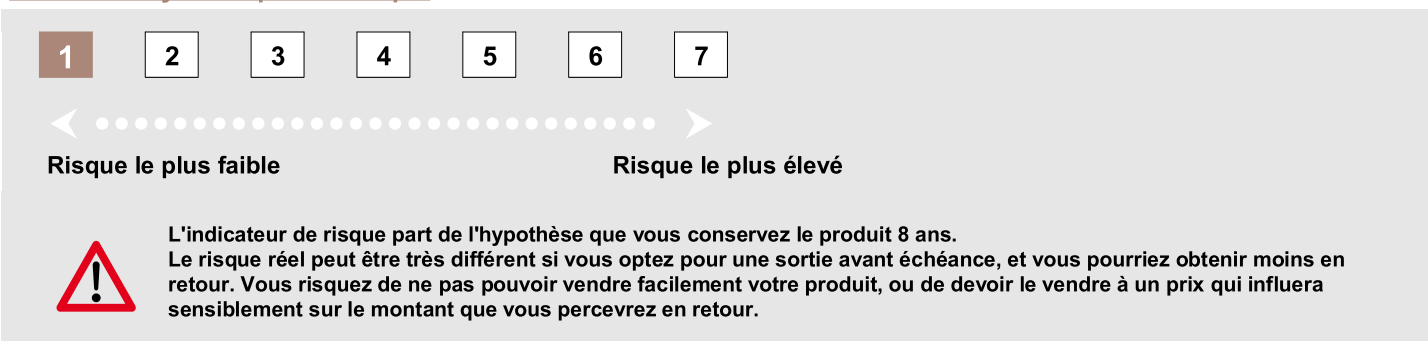 1 2 3 4 5 6 7
Risque le plus faible Risque le plus élevé
L'indicateur de risque part de l'hypothèse que vous conservez le produit 8 ans.
Le risque réel peut être très différent si vous optez pour une sortie avant échéance, et vous pourriez obtenir moins en
retour. Vous risquez de ne pas pouvoir vendre facilement votre produit, ou de devoir le vendre à un prix qui influera
sensiblement sur le montant que vous percevrez en retour.